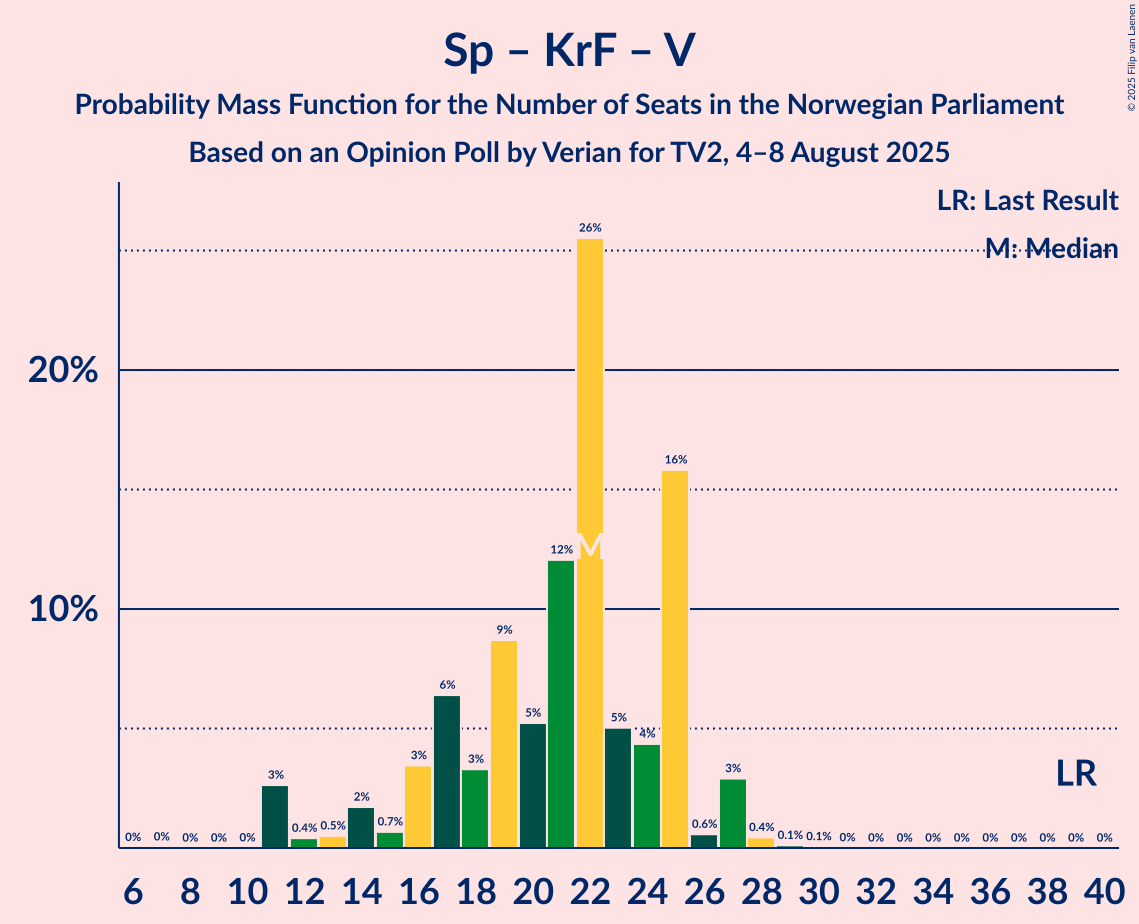 Sp – KrF – V
Probability Mass Function for the Number of Seats in the Norwegian Parliament
Based on an Opinion Poll by Verian for TV2, 4–8 August 2025
© 2025 Filip van Laenen
LR: Last Result
M: Median
20%
10%
0% 0% 0% 0% 0% 3% 0.4% 0.5% 2% 0.7% 3% 6% 3% 9% 5% 12% 26% 5% 4% 16% 0.6% 3% 0.4% 0.1% 0.1% 0% 0% 0% 0% 0% 0% 0% 0% 0% 0%
M
LR
6 8 10 12 14 16 18 20 22 24 26 28 30 32 34 36 38 40